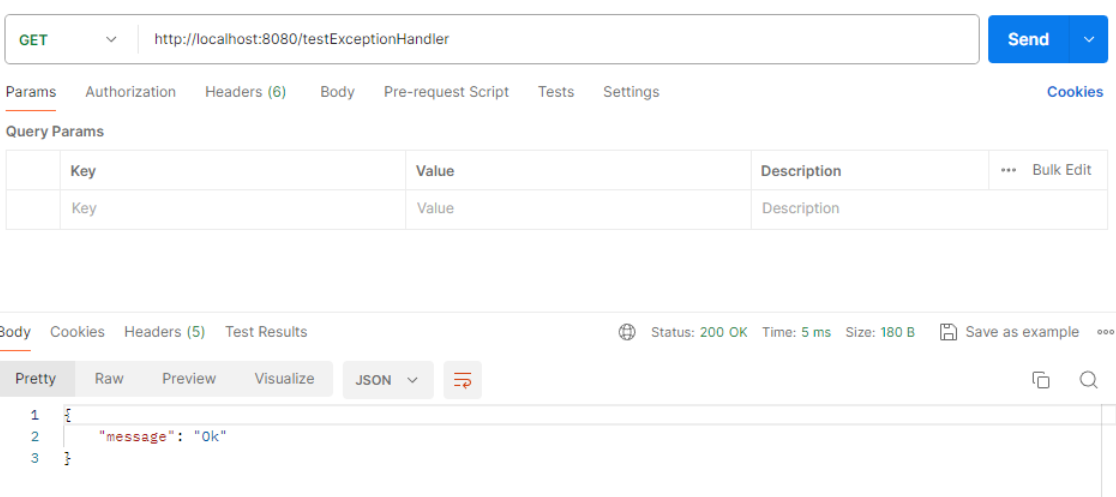 GET http://localhost:8080/testExceptionHandler Send
Params Authorization Headers (6) Body Pre-request Script Tests Settings Cookies
Query Params
Key Value Description ••• Bulk Edit
Key Value Description
Body Cookies Headers (5) Test Results Status: 200 OK Time: 5 ms Size: 180 B Save as example
Pretty Raw Preview Visualize JSON
1 {
2 "message": "Ok"
3 }